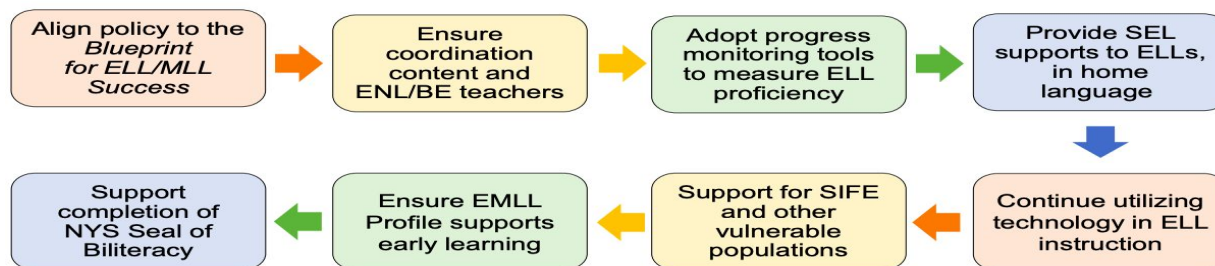 Align policy to the
Blueprint
for ELL/MLL
Success
Ensure
coordination
content and
ENL/BE teachers
Adopt progress
monitoring tools
to measure ELL
proficiency
Provide SEL
supports to ELLs,
in home
language
Continue utilizing
technology in ELL
instruction
Support for SIFE
and other
vulnerable
populations
Ensure EMLL
Profile supports
early learning
Support
completion of
NYS Seal of
Biliteracy